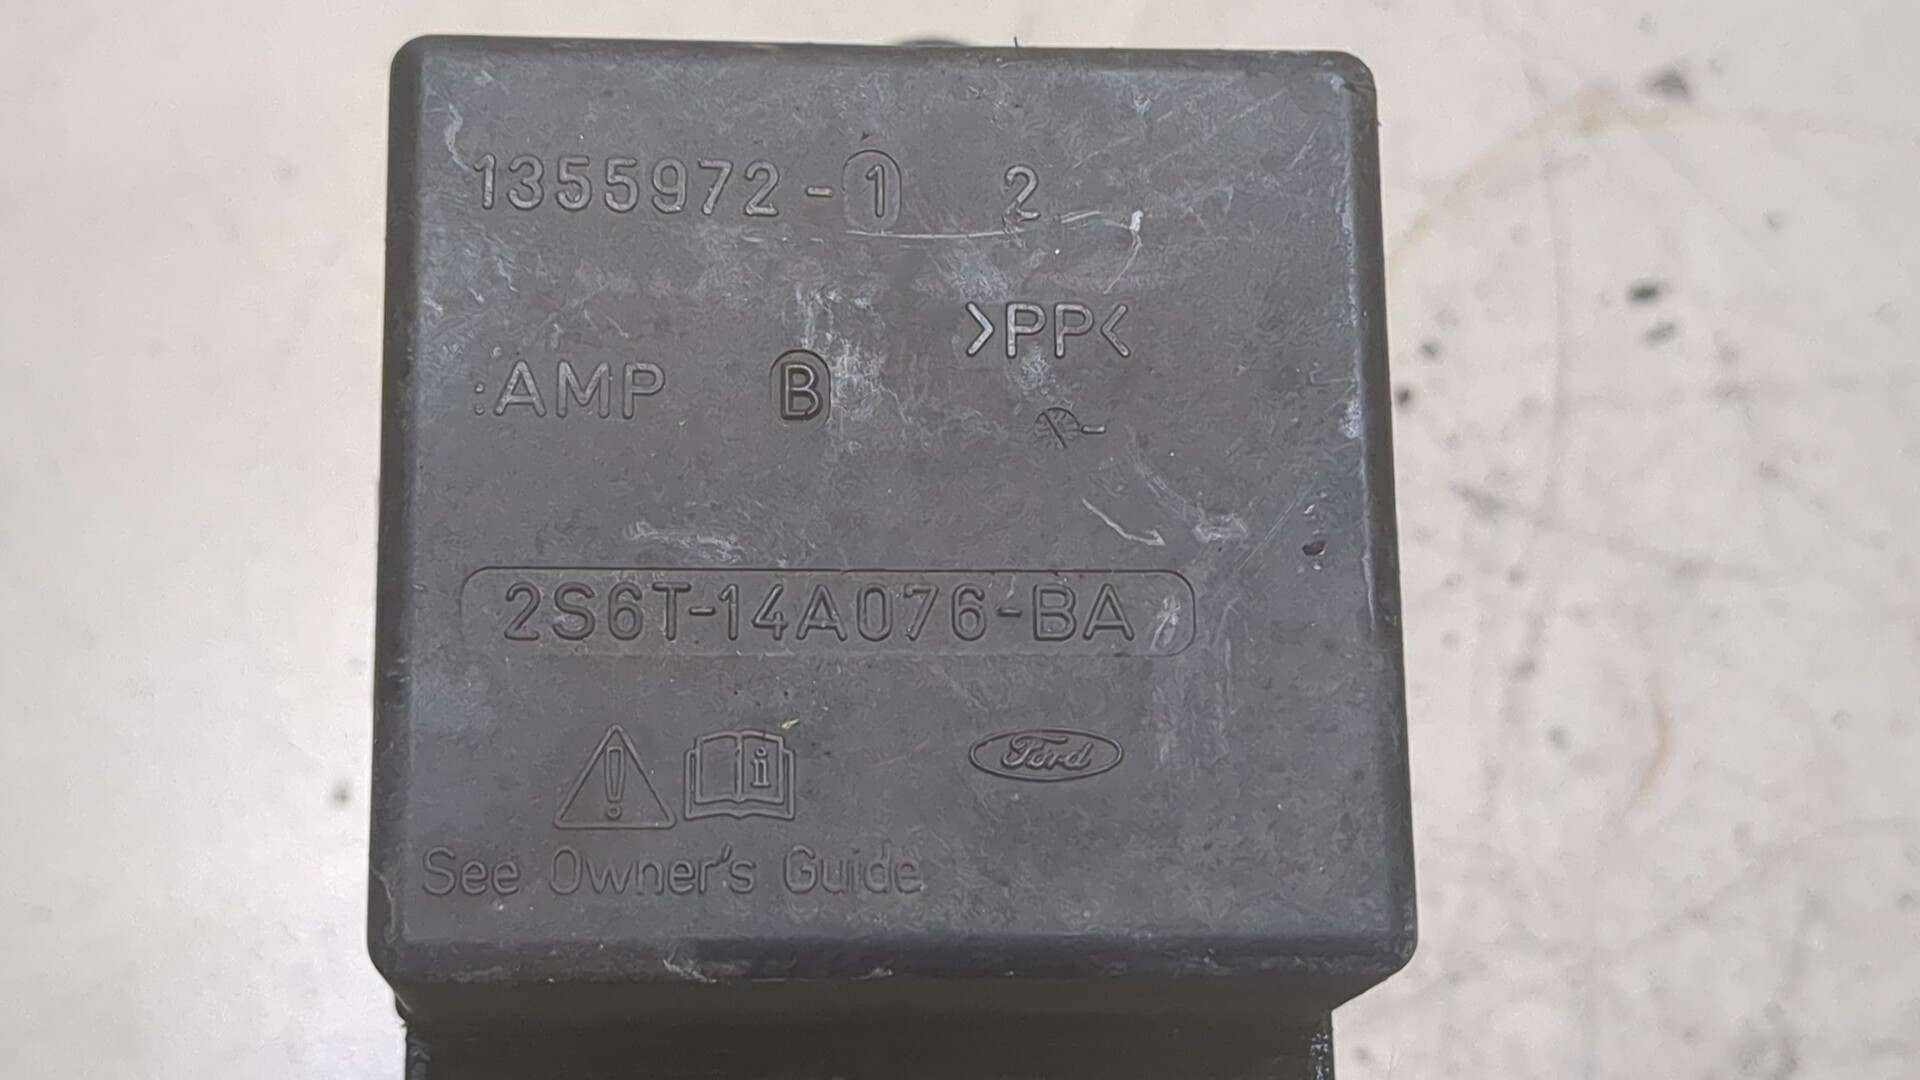 1355972-1 2
>PP<
:AMP B
2S6T-14A076-BA
i
Ford
See Owner's Guide